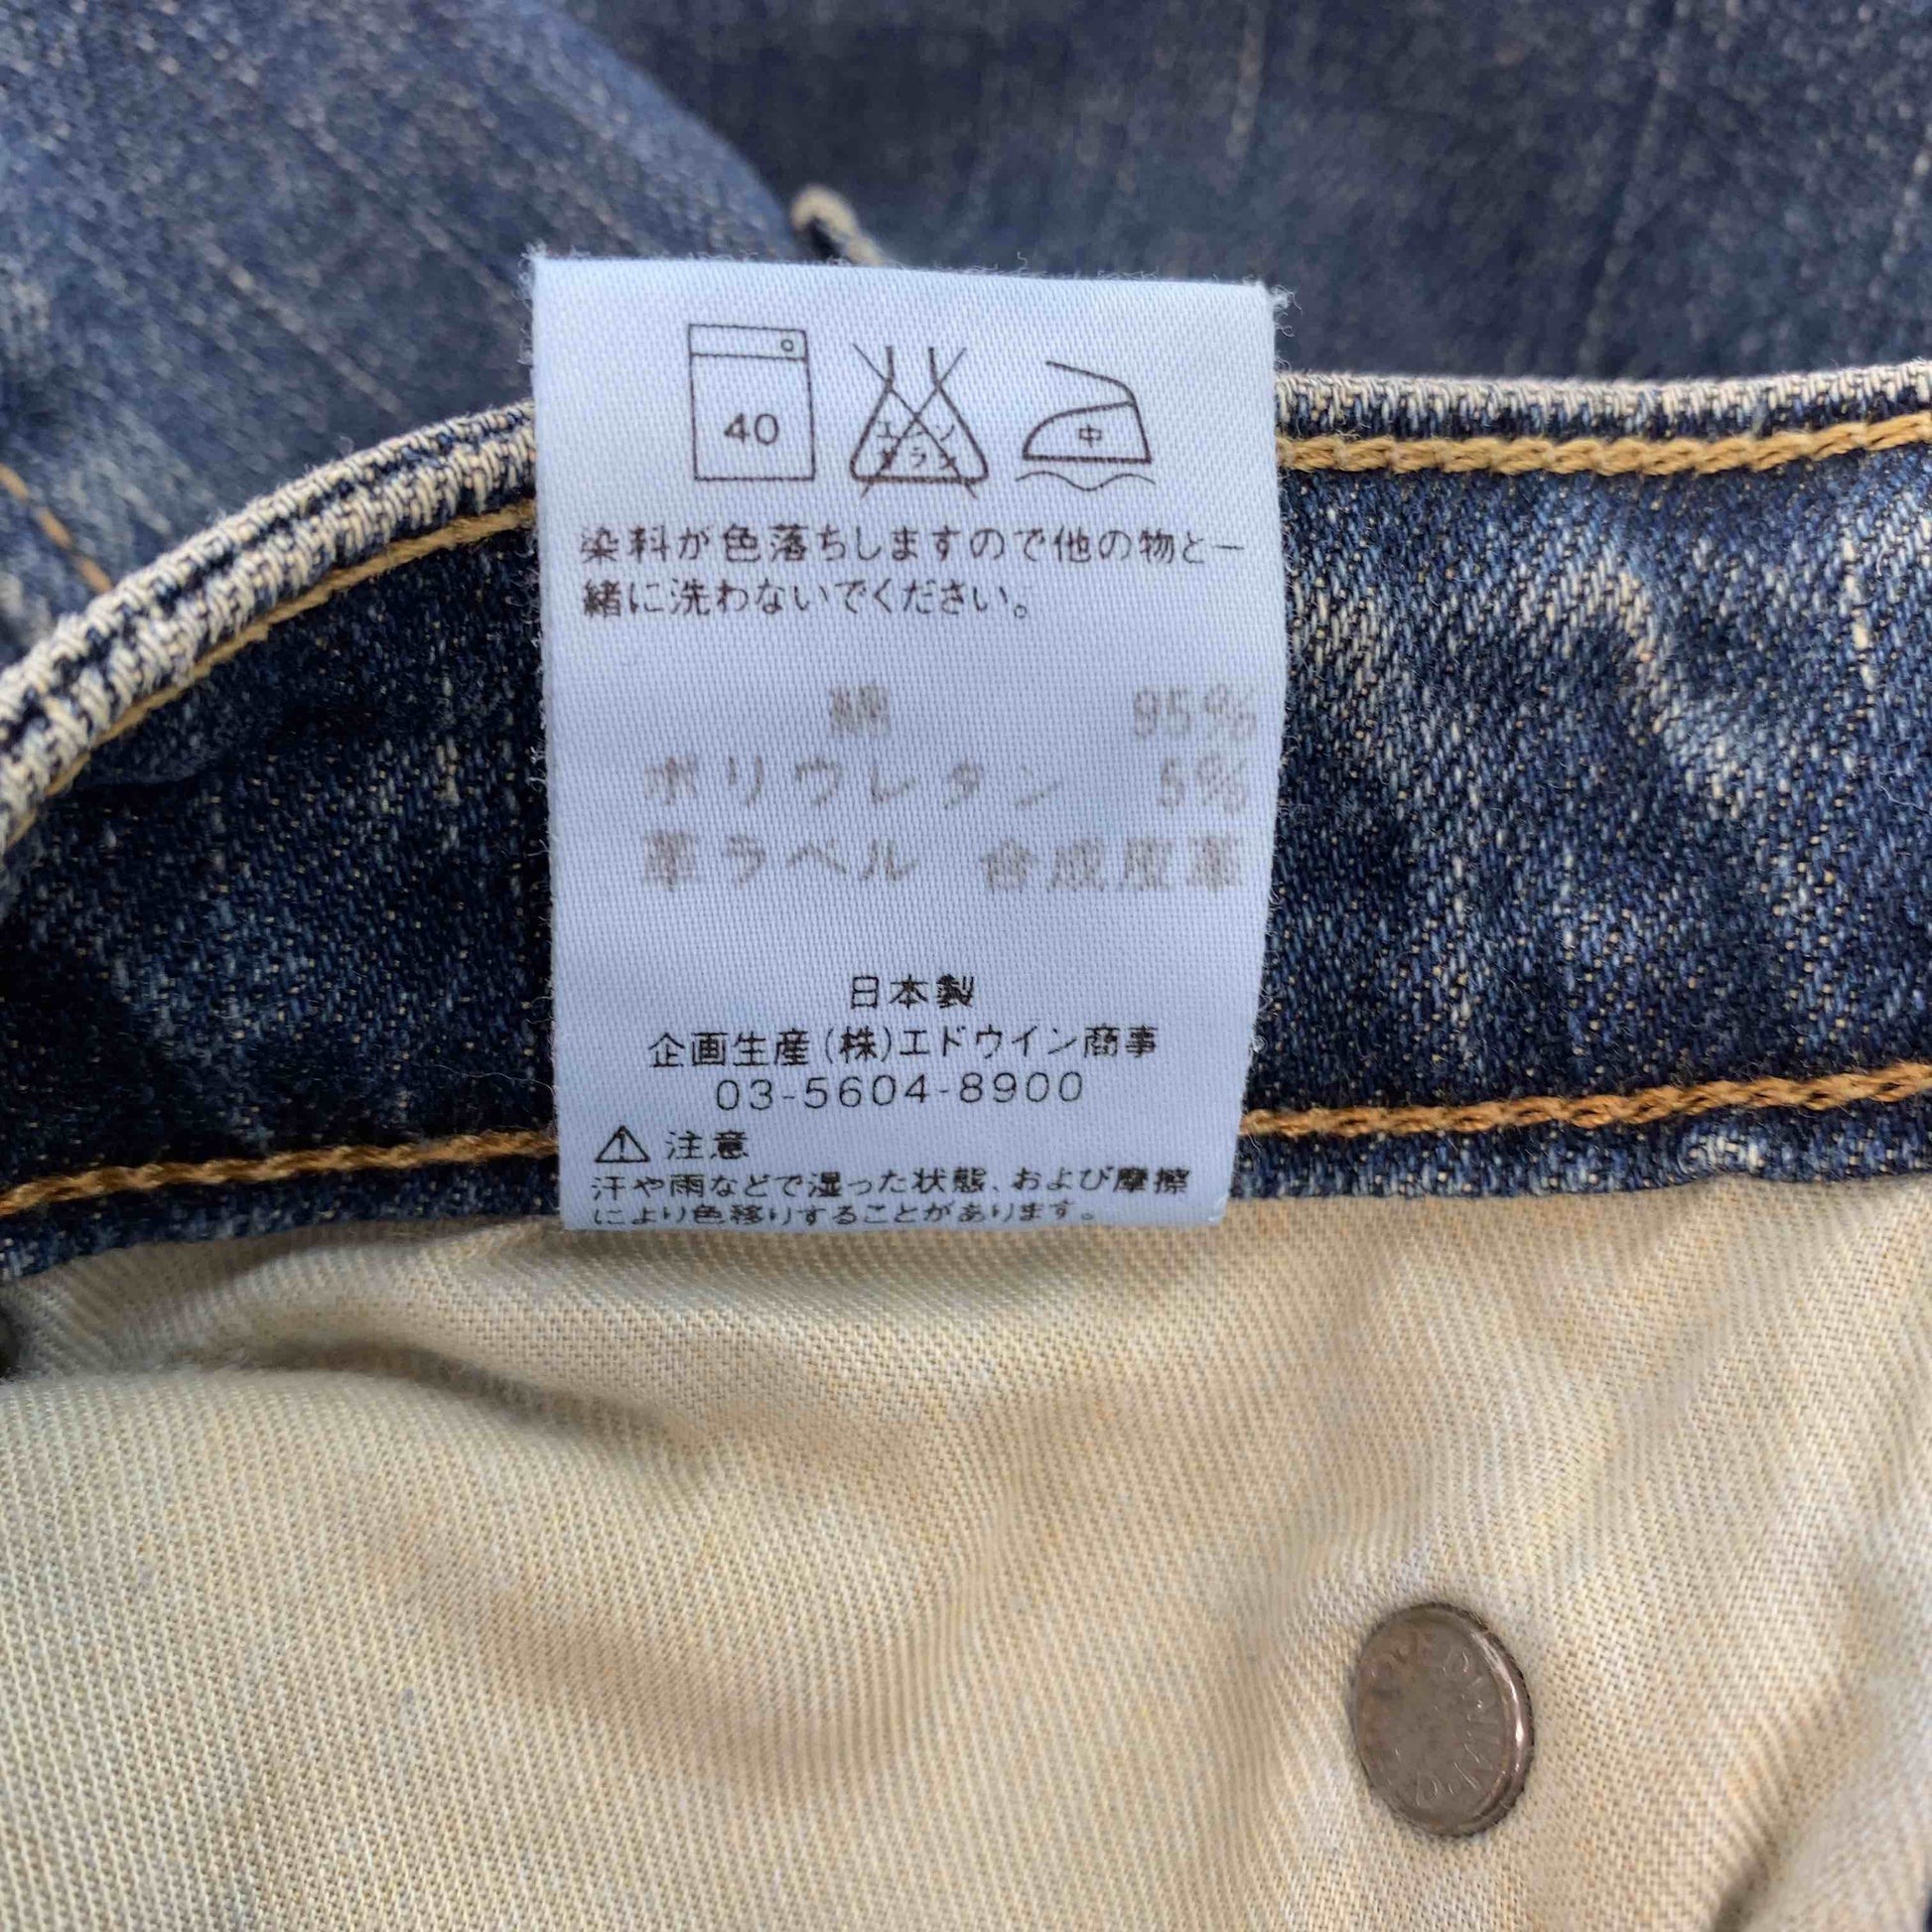 40
エンソ
サラシ
中
染料が色落ちしますので他の物と一
緒に洗わないでください。
綿 95%
ポリウレタン 5%
革ラベル 合成皮革
日本製
企画生産(株)エドウイン商事
03-5604-8900
注意
汗や雨などで湿った状態、および摩擦
により色移りすることがあります。